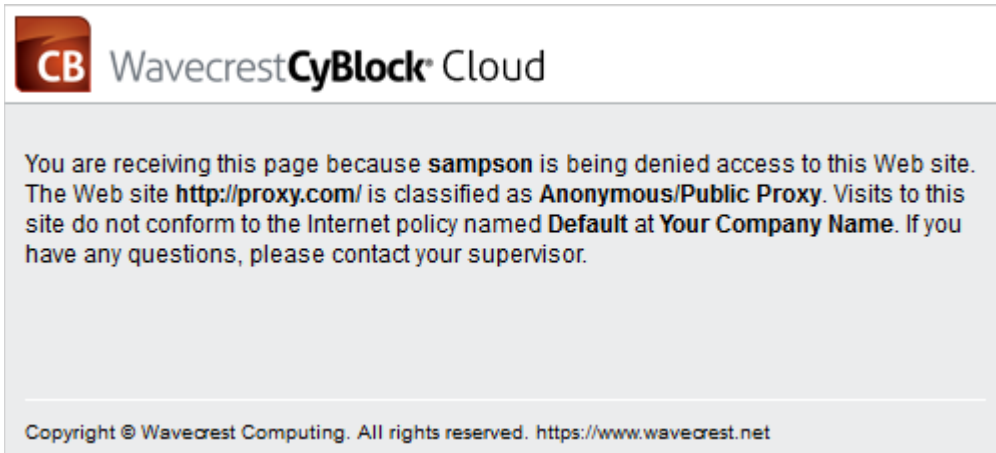 CB WavecrestCyBlock® Cloud
You are receiving this page because sampson is being denied access to this Web site.
The Web site http://proxy.com/ is classified as Anonymous/Public Proxy. Visits to this
site do not conform to the Internet policy named Default at Your Company Name. If you
have any questions, please contact your supervisor.
Copyright © Wavecrest Computing. All rights reserved. https://www.wavecrest.net